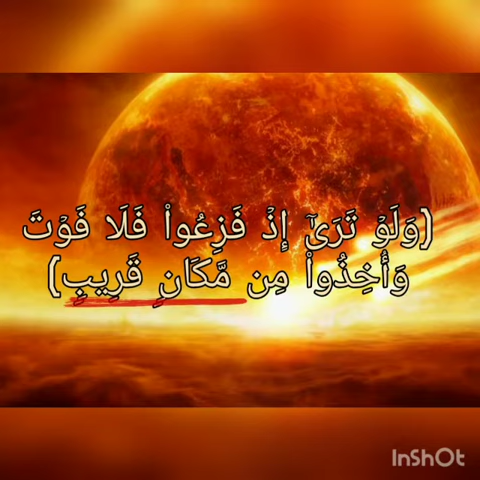 (وَلَوۡ تَرَىٰٓ إِذۡ فَزِعُواْ فَلَا فَوۡتَ
وَأُخِذُواْ مِن مَّكَانٖ قَرِيبٖ)
InShOt